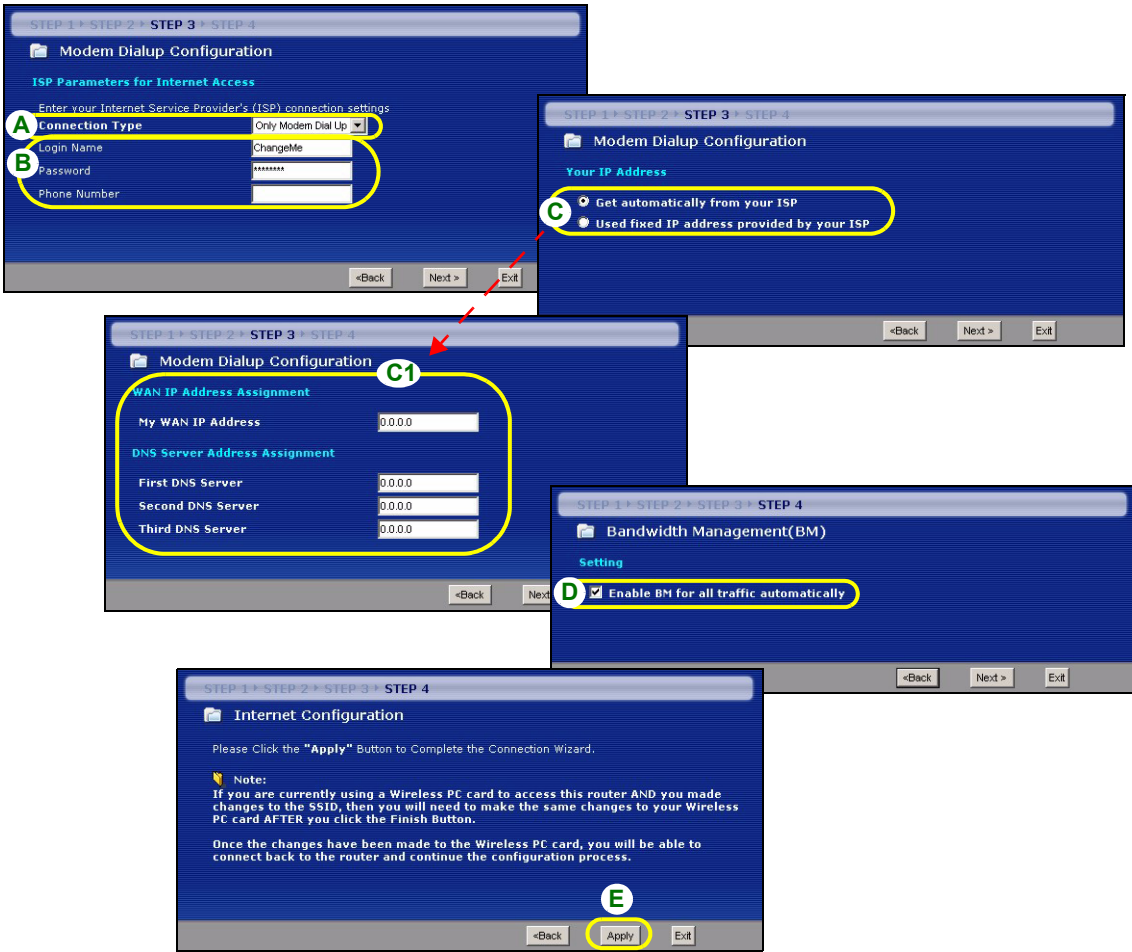 STEP 1 STEP 2 STEP 3 STEP 4
Modem Dialup Configuration
ISP Parameters for Internet Access
Enter your Internet Service Provider's (ISP) connection settings
A Connection Type Only Modem Dial Up
B
Login Name ChangeMe
Password ********
Phone Number
<Back Next > Exit
STEP 1 STEP 2 STEP 3 STEP 4
Modem Dialup Configuration
Your IP Address
C
Get automatically from your ISP
Used fixed IP address provided by your ISP
<Back Next > Exit
STEP 1 STEP 2 STEP 3 STEP 4
Modem Dialup Configuration
C1
WAN IP Address Assignment
My WAN IP Address 0.0.0.0
DNS Server Address Assignment
First DNS Server 0.0.0.0
Second DNS Server 0.0.0.0
Third DNS Server 0.0.0.0
<Back Next
STEP 1 STEP 2 STEP 3 STEP 4
Bandwidth Management(BM)
Setting
D Enable BM for all traffic automatically
<Back Next > Exit
STEP 1 STEP 2 STEP 3 STEP 4
Internet Configuration
Please Click the "Apply" Button to Complete the Connection Wizard.
Note:
If you are currently using a Wireless PC card to access this router AND you made
changes to the SSID, then you will need to make the same changes to your Wireless
PC card AFTER you click the Finish Button.
Once the changes have been made to the Wireless PC card, you will be able to
connect back to the router and continue the configuration process.
E
<Back Apply Exit